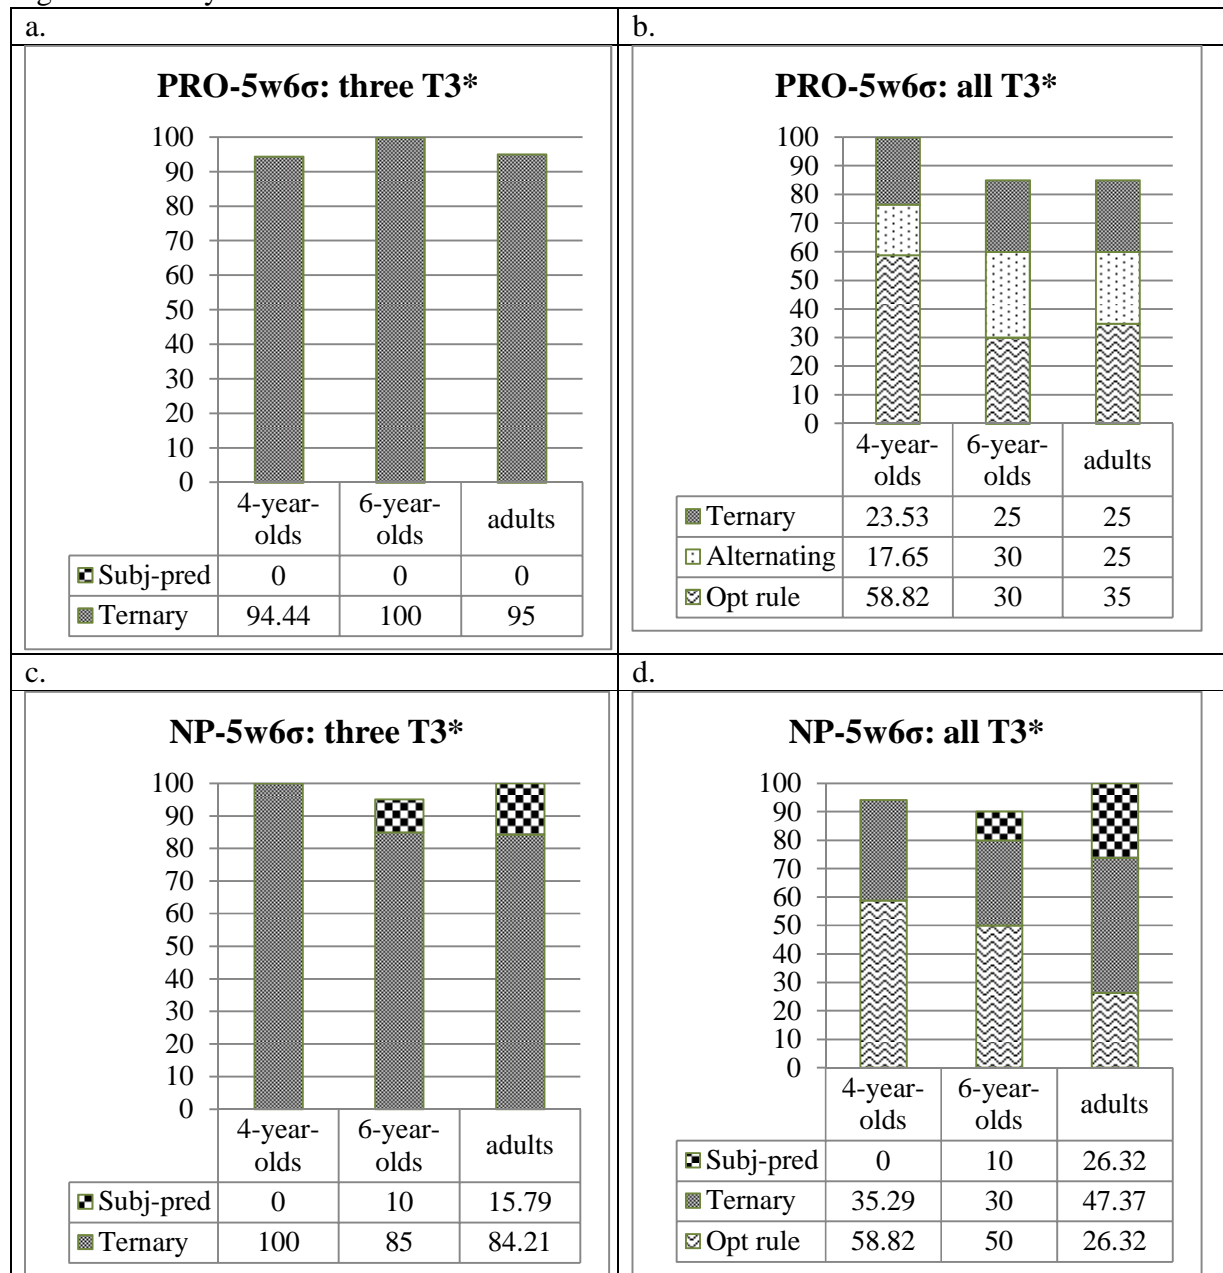 a.
b.
PRO-5w6σ: three T3*
100
90
80
70
60
50
40
30
20
10
0
4-year-olds 6-year-olds adults
Subj-pred 0 0 0
Ternary 94.44 100 95
PRO-5w6σ: all T3*
100
90
80
70
60
50
40
30
20
10
0
4-year-olds 6-year-olds adults
Ternary 23.53 25 25
Alternating 17.65 30 25
Opt rule 58.82 30 35
c.
d.
NP-5w6σ: three T3*
100
90
80
70
60
50
40
30
20
10
0
4-year-olds 6-year-olds adults
Subj-pred 0 10 15.79
Ternary 100 85 84.21
NP-5w6σ: all T3*
100
90
80
70
60
50
40
30
20
10
0
4-year-olds 6-year-olds adults
Subj-pred 0 10 26.32
Ternary 35.29 30 47.37
Opt rule 58.82 50 26.32